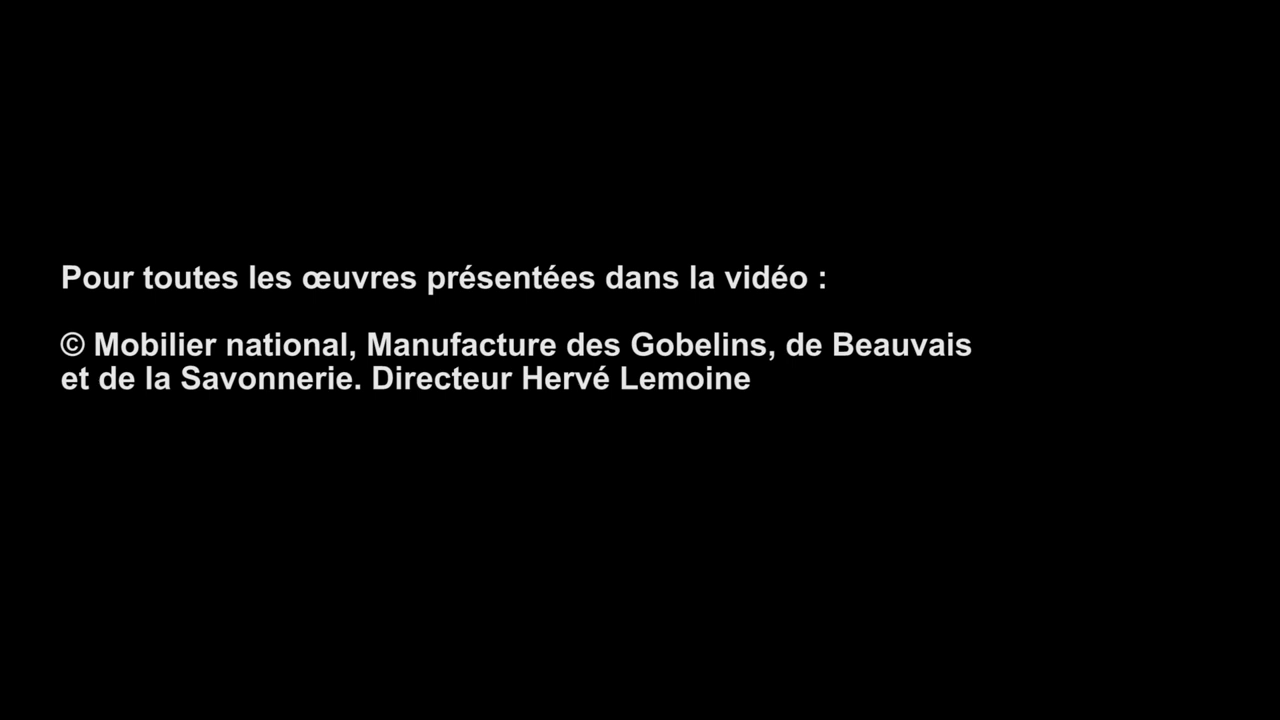 Pour toutes les œuvres présentées dans la vidéo :
© Mobilier national, Manufacture des Gobelins, de Beauvais
et de la Savonnerie. Directeur Hervé Lemoine